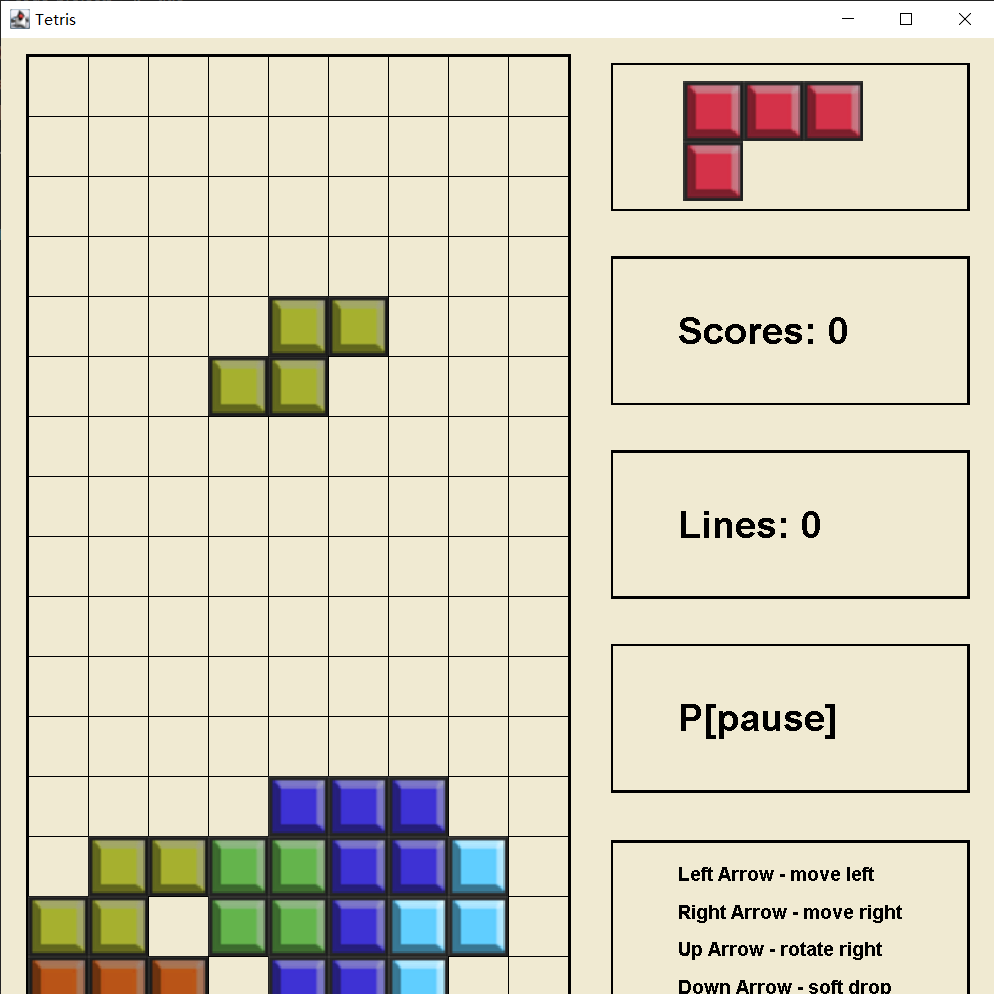 Tetris
Scores: 0
Lines: 0
P[pause]
Left Arrow - move left
Right Arrow - move right
Up Arrow - rotate right
Down Arrow - soft drop